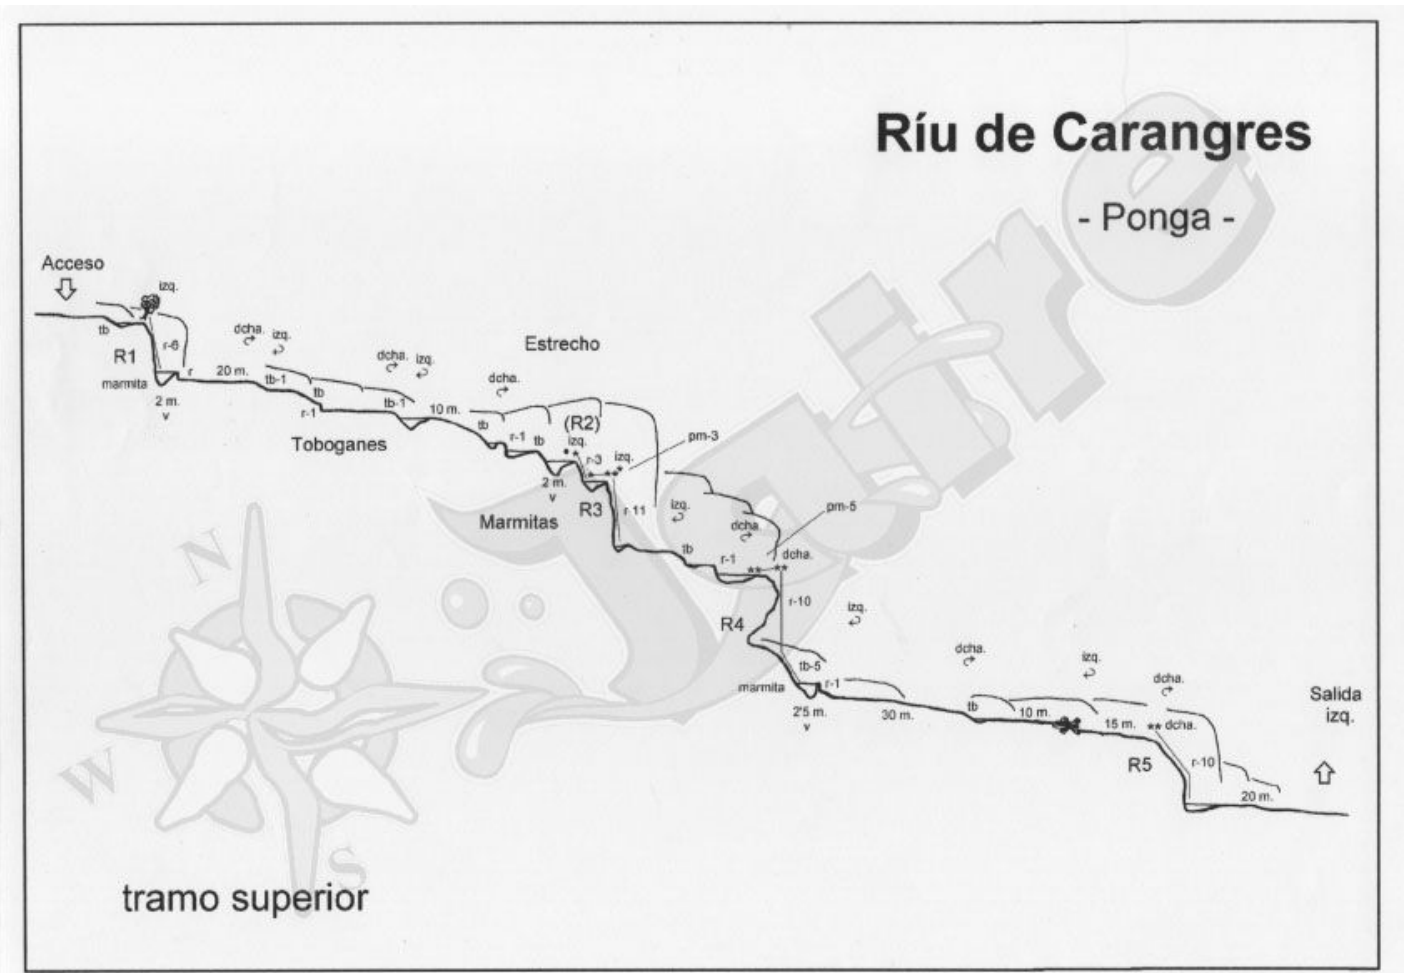 Ríu de Carangres
- Ponga -
Acceso
izq.
tb
R1
r-6
marmita
r
2 m.
v
20 m.
dcha.
izq.
tb-1
tb
r-1
tb-1
Toboganes
dcha.
izq.
10 m.
Estrecho
dcha.
tb
r-1
tb
(R2)
izq.
r-3
izq.
pm-3
2 m.
v
Marmitas
R3
r-11
izq.
dcha.
pm-5
tb
r-1
dcha.
r-10
R4
izq.
tb-5
marmita
r-1
2'5 m.
v
30 m.
dcha.
tb
10 m.
izq.
15 m.
dcha.
dcha.
R5
r-10
20 m.
Salida
izq.
N
W
S
Jaire
tramo superior